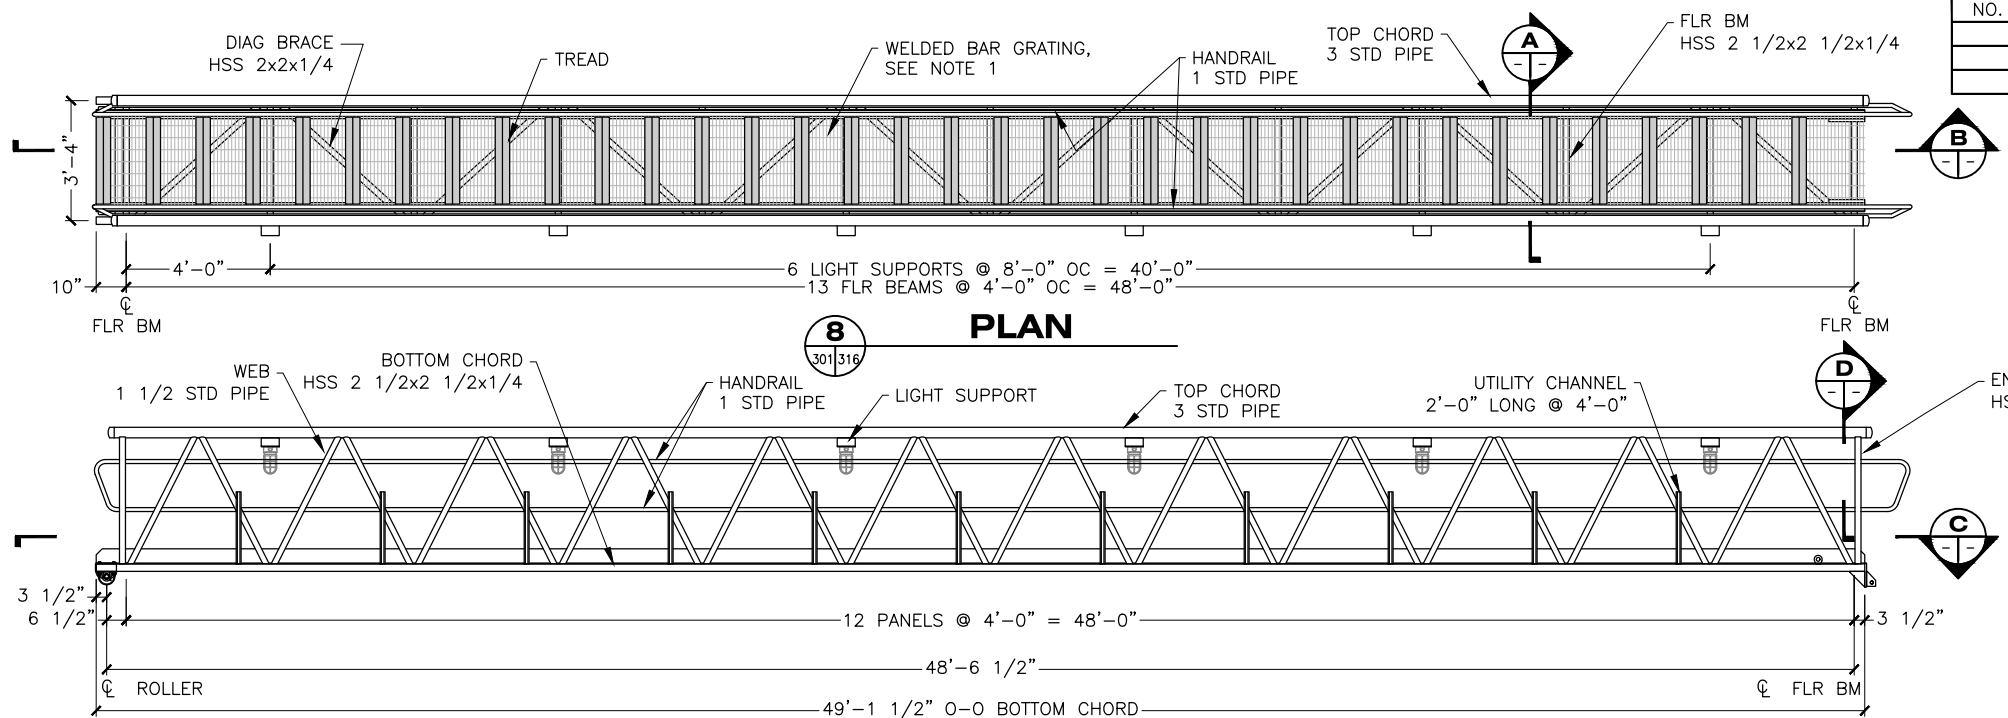 NO.
DIAG BRACE
HSS 2x2x1/4
TREAD
WELDED BAR GRATING,
SEE NOTE 1
HANDRAIL
1 STD PIPE
TOP CHORD
3 STD PIPE
A
- -
FLR BM
HSS 2 1/2x2 1/2x1/4
3'-4"
B
- -
4'-0"
6 LIGHT SUPPORTS @ 8'-0" OC = 40'-0"
10"
13 FLR BEAMS @ 4'-0" OC = 48'-0"
℄
FLR BM
℄
FLR BM
8
301 316
PLAN
WEB
1 1/2 STD PIPE
BOTTOM CHORD
HSS 2 1/2x2 1/2x1/4
HANDRAIL
1 STD PIPE
LIGHT SUPPORT
TOP CHORD
3 STD PIPE
UTILITY CHANNEL
2'-0" LONG @ 4'-0"
D
- -
C
- -
3 1/2"
6 1/2"
12 PANELS @ 4'-0" = 48'-0"
3 1/2"
48'-6 1/2"
℄ ROLLER
℄ FLR BM
49'-1 1/2" O-O BOTTOM CHORD